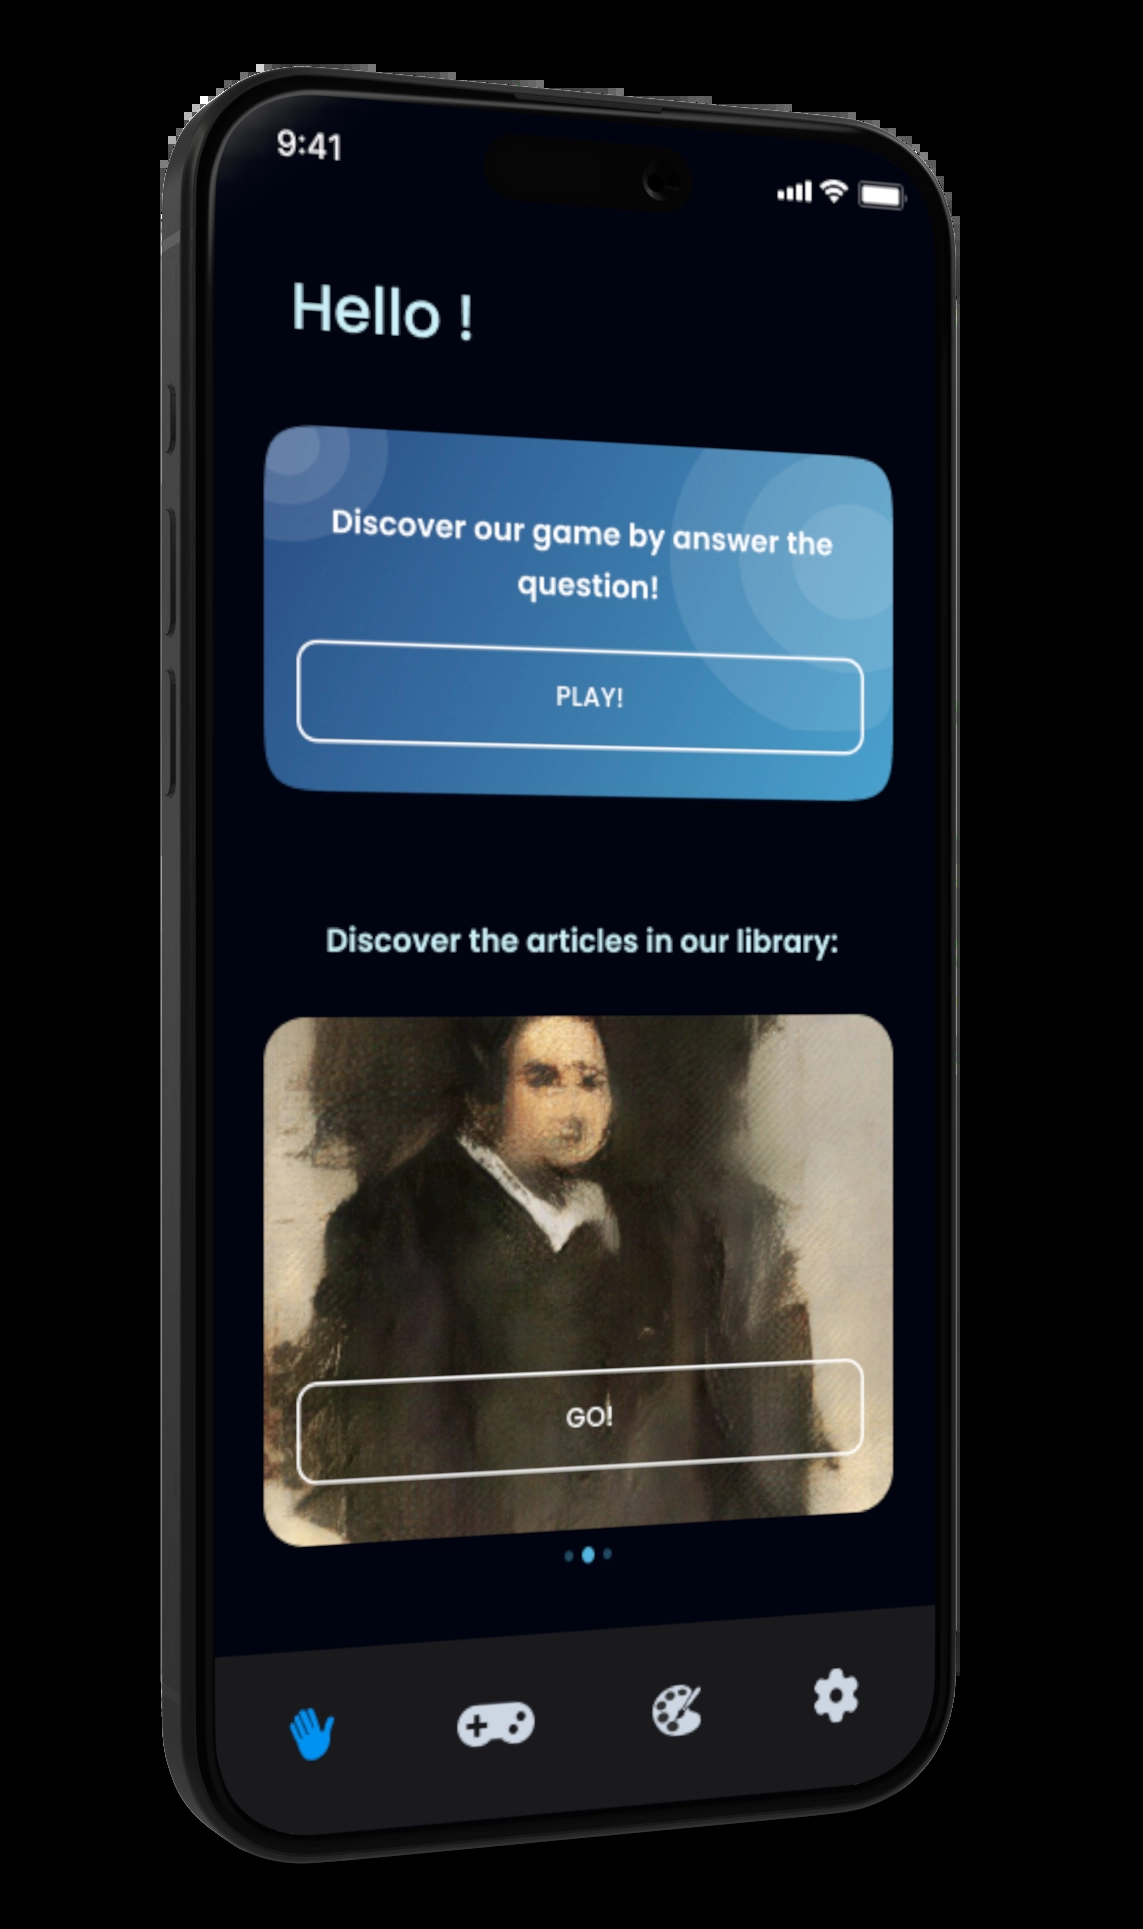 9:41
Hello !
Discover our game by answer the
question!
PLAY!
Discover the articles in our library:
GO!